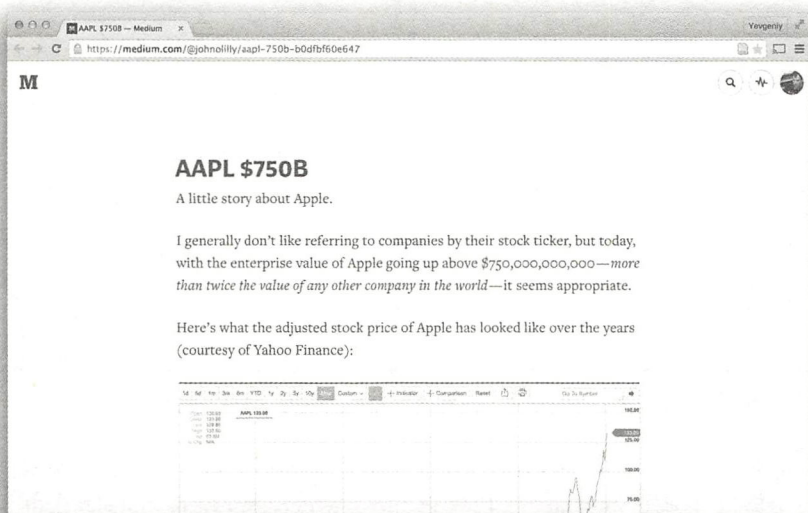 AAPL $750B — Medium ×
Yevgeniy
https://medium.com/@johnolilly/aapl-750b-b0dfbf60e647
M
AAPL $750B
A little story about Apple.
I generally don't like referring to companies by their stock ticker, but today,
with the enterprise value of Apple going up above $750,000,000,000—more
than twice the value of any other company in the world—it seems appropriate.
Here's what the adjusted stock price of Apple has looked like over the years
(courtesy of Yahoo Finance):
1d 5d 1m 3m 6m YTD 1y 2y 5y 10y Custom Indicator Comparison Reset
125.00
100.00
75.00